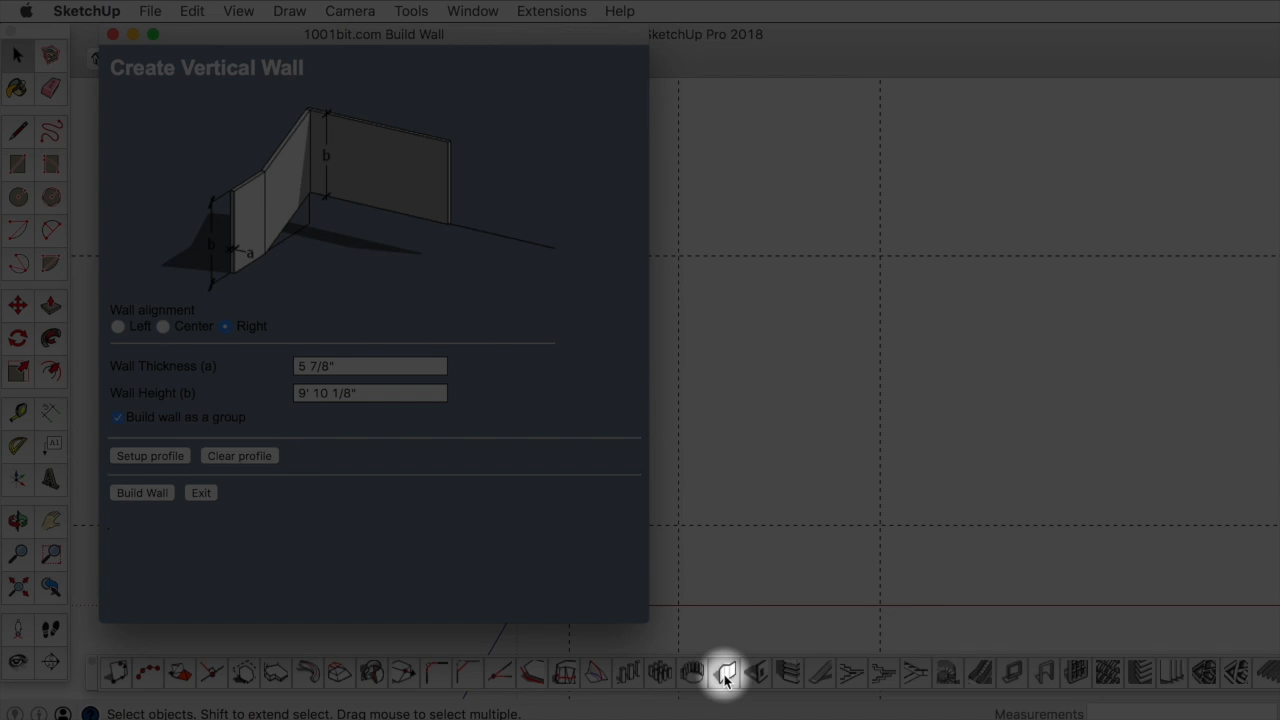 SketchUp File Edit View Draw Camera Tools Window Extensions Help
1001bit.com Build Wall
SketchUp Pro 2018
Create Vertical Wall
b
b
a
Wall alignment
Left Center Right
Wall Thickness (a) 5 7/8"
Wall Height (b) 9' 10 1/8"
Build wall as a group
Setup profile Clear profile
Build Wall Exit
A1
Select objects. Shift to extend select. Drag mouse to select multiple.
Measurements